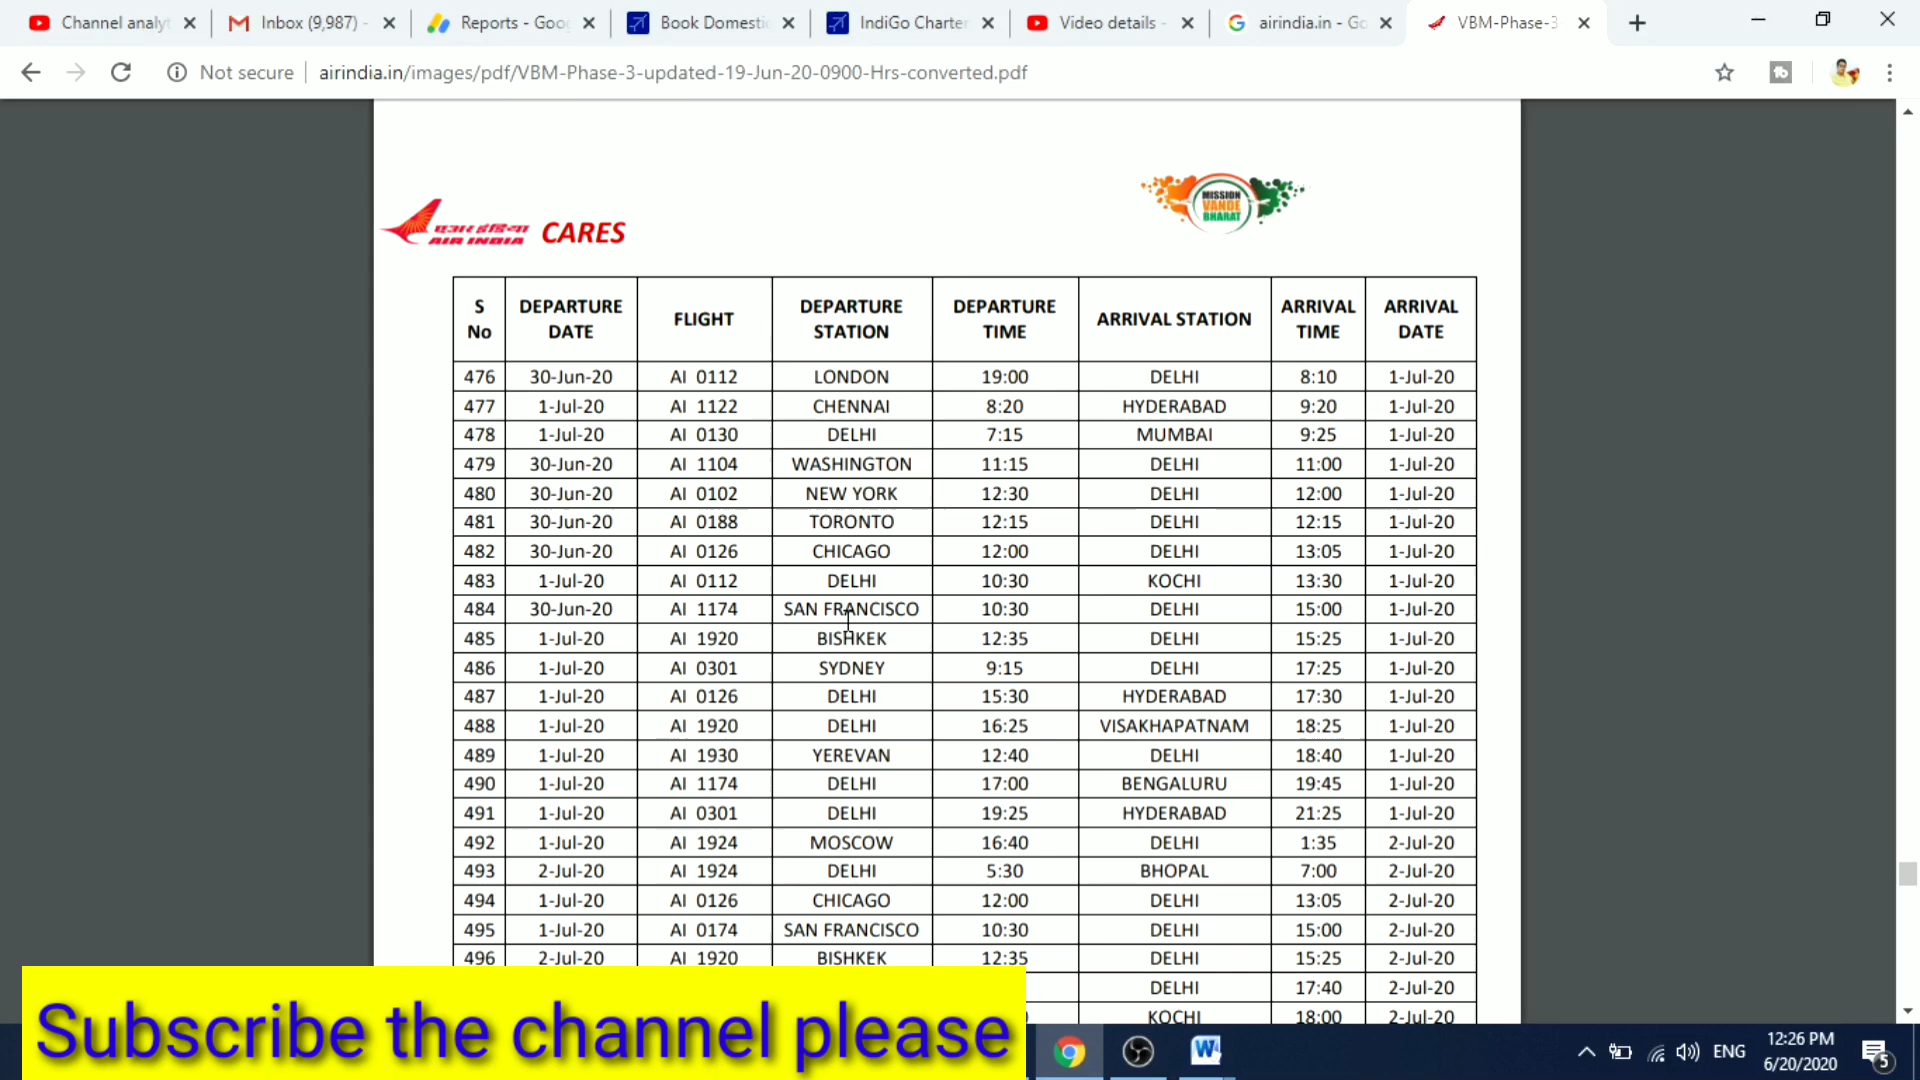 Channel analyt
Inbox (9,987) -
Reports - Goog
Book Domestic
IndiGo Charter
Video details -
airindia.in - Go
VBM-Phase-3
Not secure
airindia.in/images/pdf/VBM-Phase-3-updated-19-Jun-20-0900-Hrs-converted.pdf
MISSION
VANDE
BHARAT
एअर इंडिया
AIR INDIA CARES
S No DEPARTURE DATE FLIGHT DEPARTURE STATION DEPARTURE TIME ARRIVAL STATION ARRIVAL TIME ARRIVAL DATE
476 30-Jun-20 AI 0112 LONDON 19:00 DELHI 8:10 1-Jul-20
477 1-Jul-20 AI 1122 CHENNAI 8:20 HYDERABAD 9:20 1-Jul-20
478 1-Jul-20 AI 0130 DELHI 7:15 MUMBAI 9:25 1-Jul-20
479 30-Jun-20 AI 1104 WASHINGTON 11:15 DELHI 11:00 1-Jul-20
480 30-Jun-20 AI 0102 NEW YORK 12:30 DELHI 12:00 1-Jul-20
481 30-Jun-20 AI 0188 TORONTO 12:15 DELHI 12:15 1-Jul-20
482 30-Jun-20 AI 0126 CHICAGO 12:00 DELHI 13:05 1-Jul-20
483 1-Jul-20 AI 0112 DELHI 10:30 KOCHI 13:30 1-Jul-20
484 30-Jun-20 AI 1174 SAN FRANCISCO 10:30 DELHI 15:00 1-Jul-20
485 1-Jul-20 AI 1920 BISHKEK 12:35 DELHI 15:25 1-Jul-20
486 1-Jul-20 AI 0301 SYDNEY 9:15 DELHI 17:25 1-Jul-20
487 1-Jul-20 AI 0126 DELHI 15:30 HYDERABAD 17:30 1-Jul-20
488 1-Jul-20 AI 1920 DELHI 16:25 VISAKHAPATNAM 18:25 1-Jul-20
489 1-Jul-20 AI 1930 YEREVAN 12:40 DELHI 18:40 1-Jul-20
490 1-Jul-20 AI 1174 DELHI 17:00 BENGALURU 19:45 1-Jul-20
491 1-Jul-20 AI 0301 DELHI 19:25 HYDERABAD 21:25 1-Jul-20
492 1-Jul-20 AI 1924 MOSCOW 16:40 DELHI 1:35 2-Jul-20
493 2-Jul-20 AI 1924 DELHI 5:30 BHOPAL 7:00 2-Jul-20
494 1-Jul-20 AI 0126 CHICAGO 12:00 DELHI 13:05 2-Jul-20
495 1-Jul-20 AI 0174 SAN FRANCISCO 10:30 DELHI 15:00 2-Jul-20
496 2-Jul-20 AI 1920 BISHKEK 12:35 DELHI 15:25 2-Jul-20
DELHI 17:40 2-Jul-20
KOCHI 18:00 2-Jul-20
Subscribe the channel please
ENG
12:26 PM
6/20/2020
5